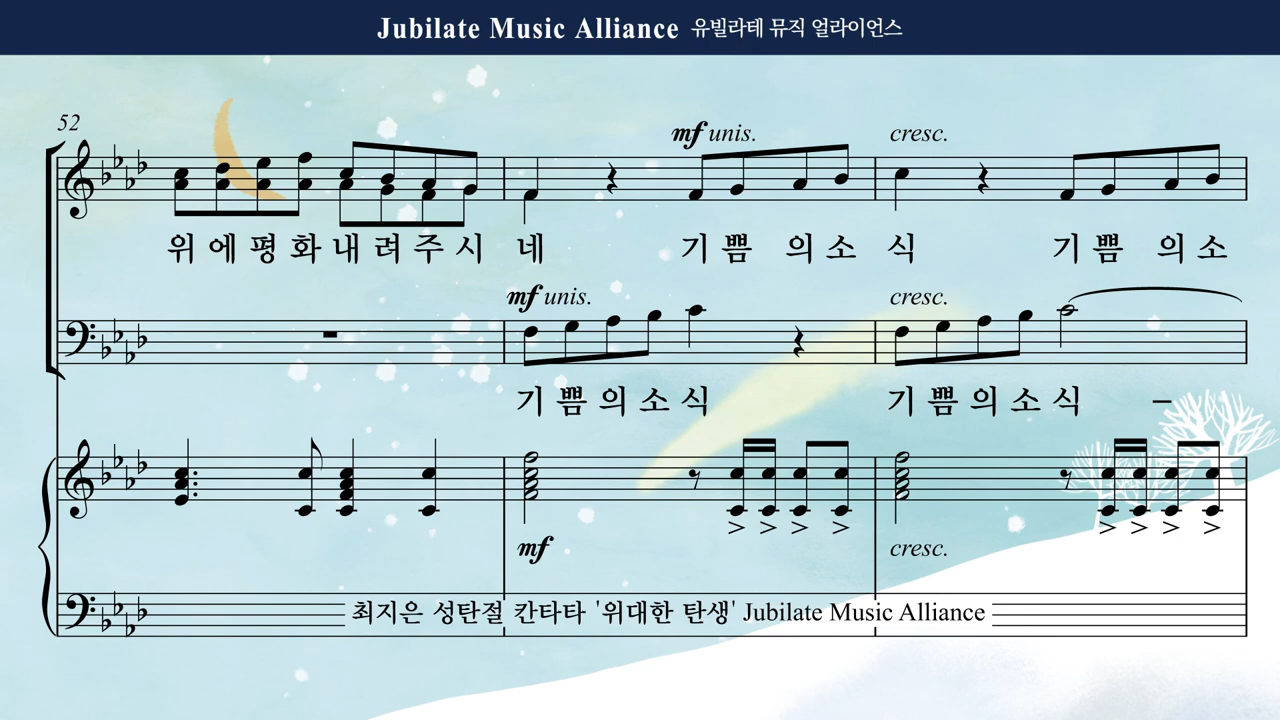 Jubilate Music Alliance 유빌라테 뮤직 얼라이언스
52
mf unis. cresc.
위 에 평 화 내 려 주 시 네 기 쁨 의 소 식 기 쁨 의 소
mf unis. cresc.
기 쁨 의 소 식 기 쁨 의 소 식 –
mf cresc.
최지은 성탄절 칸타타 '위대한 탄생' Jubilate Music Alliance